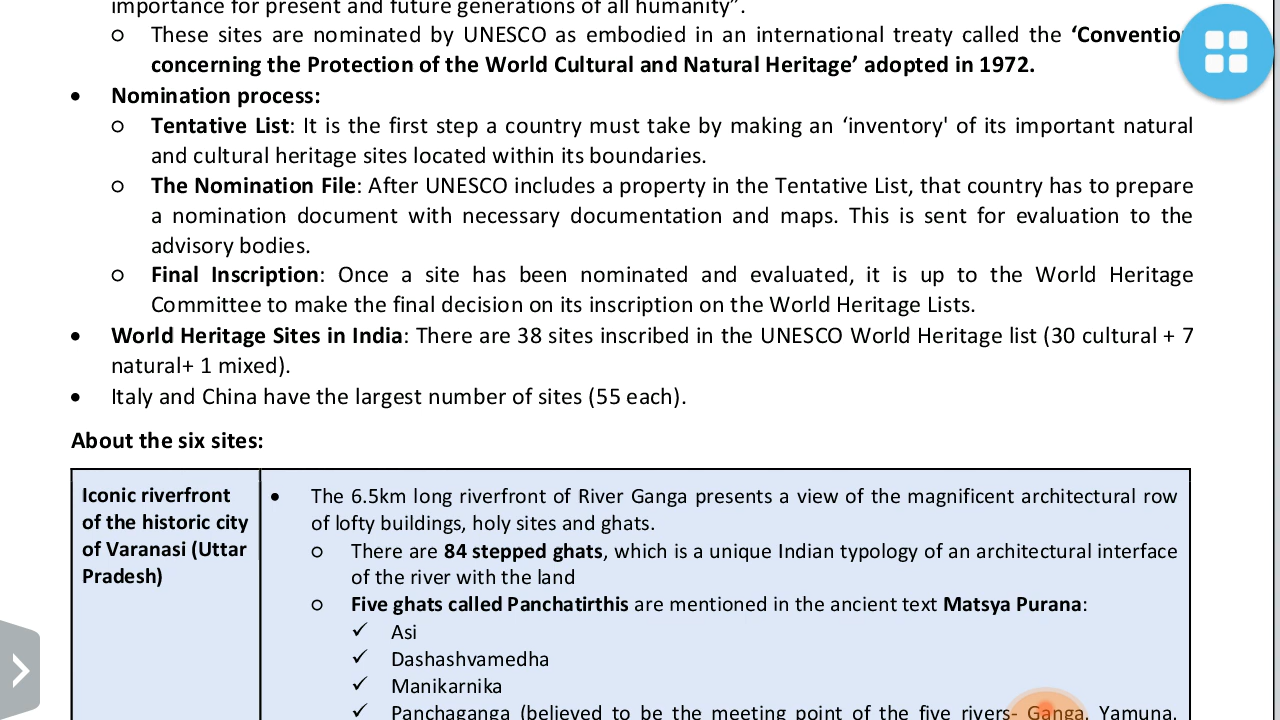 importance for present and future generations of all humanity”.
o These sites are nominated by UNESCO as embodied in an international treaty called the ‘Convention
concerning the Protection of the World Cultural and Natural Heritage’ adopted in 1972.
• Nomination process:
o Tentative List: It is the first step a country must take by making an ‘inventory' of its important natural
and cultural heritage sites located within its boundaries.
o The Nomination File: After UNESCO includes a property in the Tentative List, that country has to prepare
a nomination document with necessary documentation and maps. This is sent for evaluation to the
advisory bodies.
o Final Inscription: Once a site has been nominated and evaluated, it is up to the World Heritage
Committee to make the final decision on its inscription on the World Heritage Lists.
• World Heritage Sites in India: There are 38 sites inscribed in the UNESCO World Heritage list (30 cultural + 7
natural+ 1 mixed).
• Italy and China have the largest number of sites (55 each).
About the six sites:
Iconic riverfront
of the historic city
of Varanasi (Uttar
Pradesh)
• The 6.5km long riverfront of River Ganga presents a view of the magnificent architectural row
of lofty buildings, holy sites and ghats.
o There are 84 stepped ghats, which is a unique Indian typology of an architectural interface
of the river with the land
o Five ghats called Panchatirthis are mentioned in the ancient text Matsya Purana:
✓ Asi
✓ Dashashvamedha
✓ Manikarnika
✓ Panchaganga (believed to be the meeting point of the five rivers- Ganga, Yamuna,